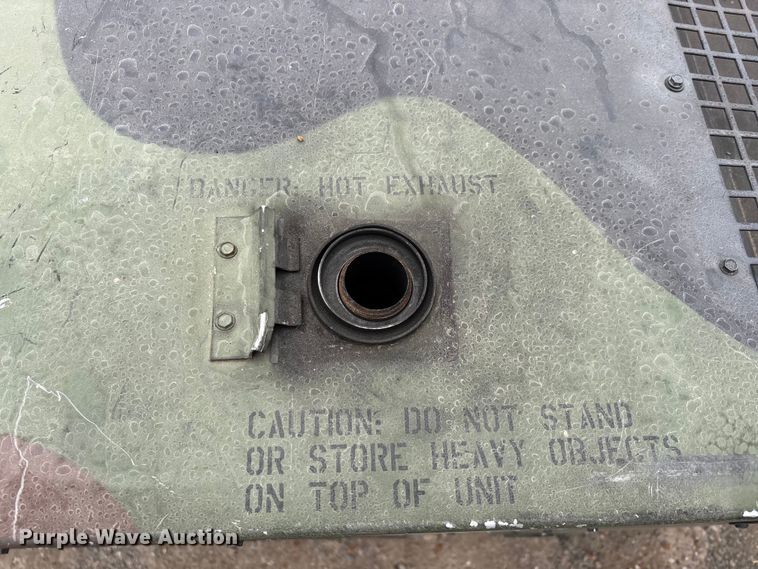 DANGER: HOT EXHAUST
CAUTION: DO NOT STAND
OR STORE HEAVY OBJECTS
ON TOP OF UNIT
Purple Wave Auction